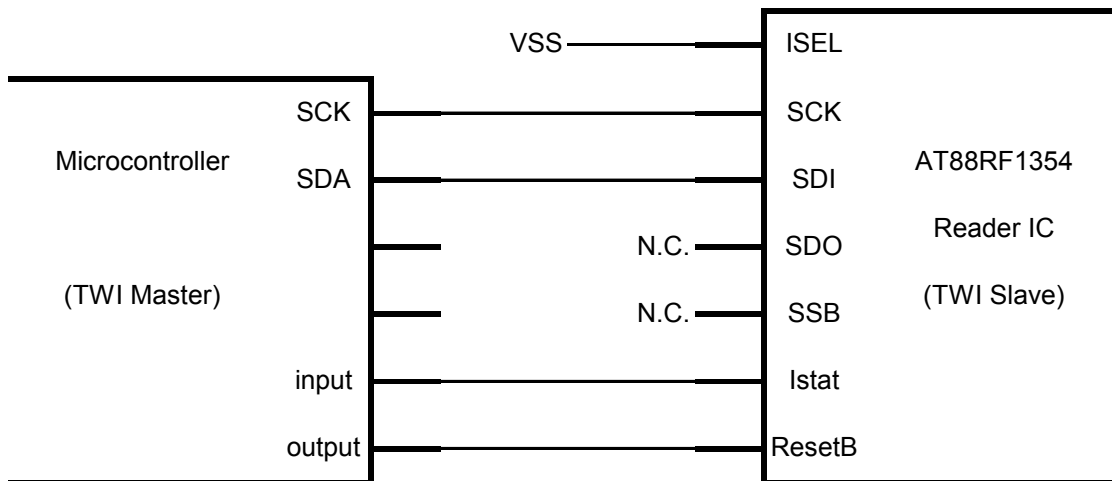 VSS
ISEL
SCK
SCK
Microcontroller
AT88RF1354
SDA
SDI
Reader IC
N.C.
SDO
(TWI Master)
(TWI Slave)
N.C.
SSB
input
Istat
output
ResetB